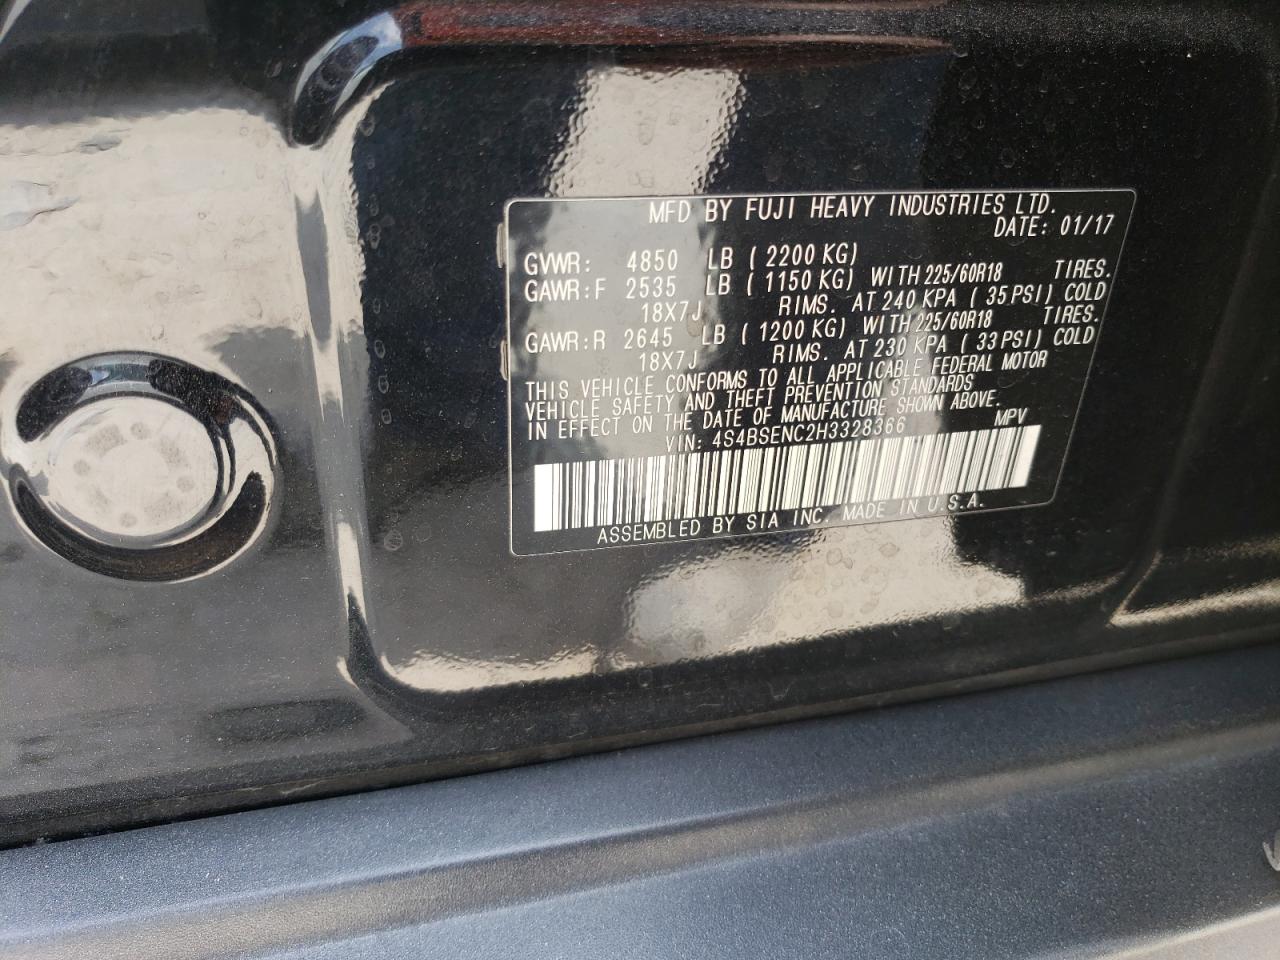 MFD BY FUJI HEAVY INDUSTRIES LTD.
DATE: 01/17
GVWR: 4850 LB ( 2200 KG)
GAWR:F 2535 LB ( 1150 KG) WITH 225/60R18 TIRES.
18X7J RIMS. AT 240 KPA ( 35 PSI) COLD
GAWR:R 2645 LB ( 1200 KG) WITH 225/60R18 TIRES.
18X7J RIMS. AT 230 KPA ( 33 PSI) COLD
THIS VEHICLE CONFORMS TO ALL APPLICABLE FEDERAL MOTOR
VEHICLE SAFETY AND THEFT PREVENTION STANDARDS
IN EFFECT ON THE DATE OF MANUFACTURE SHOWN ABOVE.
VIN: 4S4BSENC2H3328366 MPV
ASSEMBLED BY SIA INC. MADE IN U.S.A.